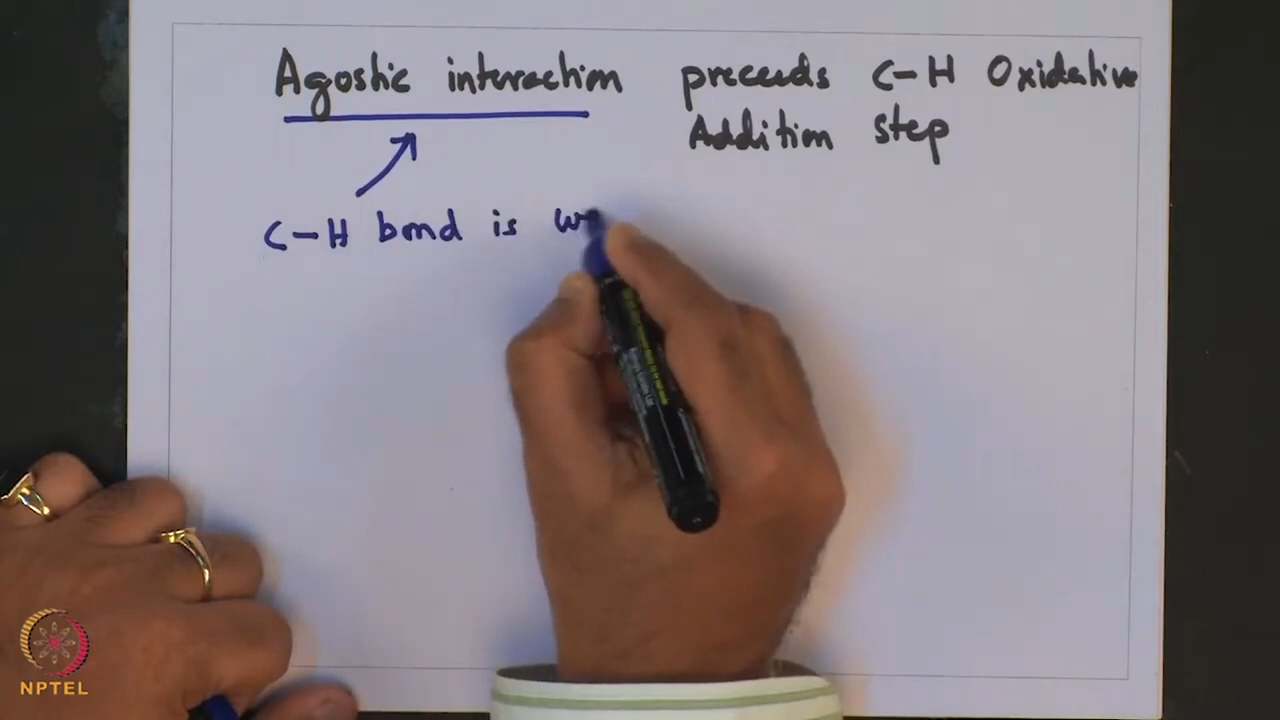 Agostic interaction preceeds C-H Oxidative
Addition step
C-H bond is
NPTEL